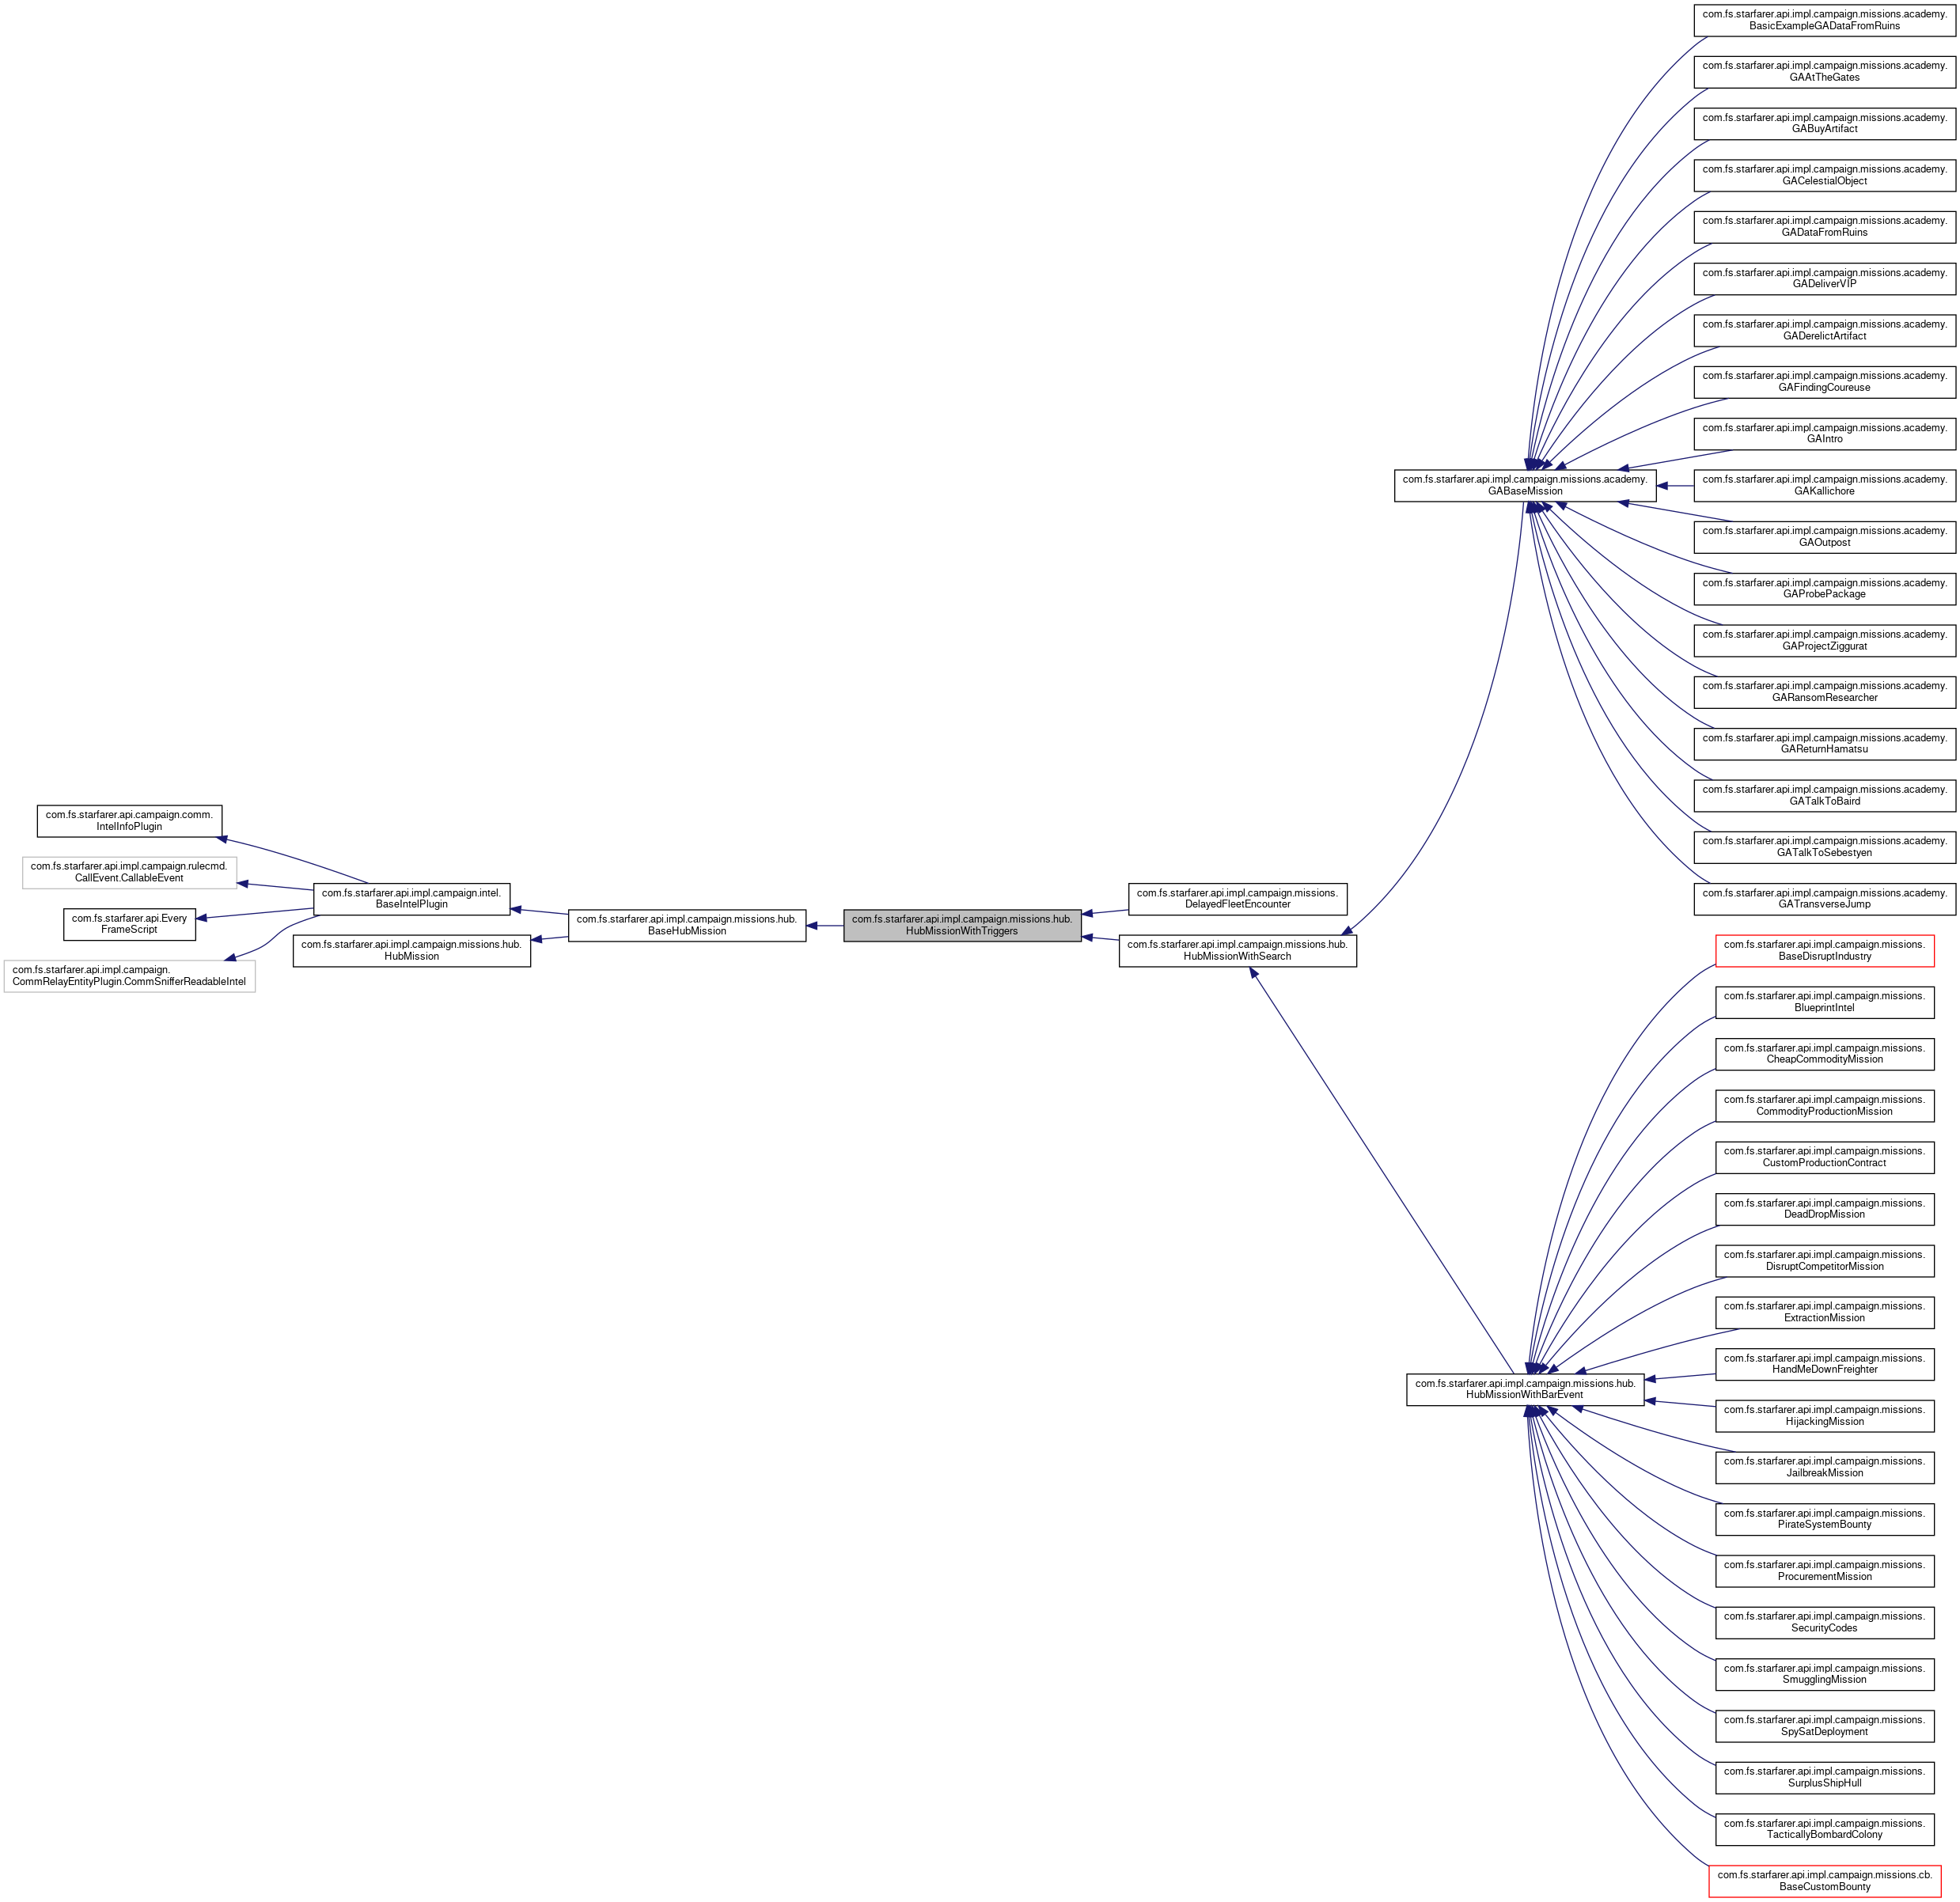 com.fs.starfarer.api.campaign.comm.
IntelInfoPlugin
com.fs.starfarer.api.impl.campaign.rulecmd.
CallEvent.CallableEvent
com.fs.starfarer.api.Every
FrameScript
com.fs.starfarer.api.impl.campaign.
CommRelayEntityPlugin.CommSnifferReadableIntel
com.fs.starfarer.api.impl.campaign.intel.
BaseIntelPlugin
com.fs.starfarer.api.impl.campaign.missions.hub.
HubMission
com.fs.starfarer.api.impl.campaign.missions.hub.
BaseHubMission
com.fs.starfarer.api.impl.campaign.missions.hub.
HubMissionWithTriggers
com.fs.starfarer.api.impl.campaign.missions.
DelayedFleetEncounter
com.fs.starfarer.api.impl.campaign.missions.hub.
HubMissionWithSearch
com.fs.starfarer.api.impl.campaign.missions.academy.
GABaseMission
com.fs.starfarer.api.impl.campaign.missions.hub.
HubMissionWithBarEvent
com.fs.starfarer.api.impl.campaign.missions.academy.
BasicExampleGADataFromRuins
com.fs.starfarer.api.impl.campaign.missions.academy.
GAAtTheGates
com.fs.starfarer.api.impl.campaign.missions.academy.
GABuyArtifact
com.fs.starfarer.api.impl.campaign.missions.academy.
GACelestialObject
com.fs.starfarer.api.impl.campaign.missions.academy.
GADataFromRuins
com.fs.starfarer.api.impl.campaign.missions.academy.
GADeliverVIP
com.fs.starfarer.api.impl.campaign.missions.academy.
GADerelictArtifact
com.fs.starfarer.api.impl.campaign.missions.academy.
GAFindingCoureuse
com.fs.starfarer.api.impl.campaign.missions.academy.
GAIntro
com.fs.starfarer.api.impl.campaign.missions.academy.
GAKallichore
com.fs.starfarer.api.impl.campaign.missions.academy.
GAOutpost
com.fs.starfarer.api.impl.campaign.missions.academy.
GAProbePackage
com.fs.starfarer.api.impl.campaign.missions.academy.
GAProjectZiggurat
com.fs.starfarer.api.impl.campaign.missions.academy.
GARansomResearcher
com.fs.starfarer.api.impl.campaign.missions.academy.
GAReturnHamatsu
com.fs.starfarer.api.impl.campaign.missions.academy.
GATalkToBaird
com.fs.starfarer.api.impl.campaign.missions.academy.
GATalkToSebestyen
com.fs.starfarer.api.impl.campaign.missions.academy.
GATransverseJump
com.fs.starfarer.api.impl.campaign.missions.
BaseDisruptIndustry
com.fs.starfarer.api.impl.campaign.missions.
BlueprintIntel
com.fs.starfarer.api.impl.campaign.missions.
CheapCommodityMission
com.fs.starfarer.api.impl.campaign.missions.
CommodityProductionMission
com.fs.starfarer.api.impl.campaign.missions.
CustomProductionContract
com.fs.starfarer.api.impl.campaign.missions.
DeadDropMission
com.fs.starfarer.api.impl.campaign.missions.
DisruptCompetitorMission
com.fs.starfarer.api.impl.campaign.missions.
ExtractionMission
com.fs.starfarer.api.impl.campaign.missions.
HandMeDownFreighter
com.fs.starfarer.api.impl.campaign.missions.
HijackingMission
com.fs.starfarer.api.impl.campaign.missions.
JailbreakMission
com.fs.starfarer.api.impl.campaign.missions.
PirateSystemBounty
com.fs.starfarer.api.impl.campaign.missions.
ProcurementMission
com.fs.starfarer.api.impl.campaign.missions.
SecurityCodes
com.fs.starfarer.api.impl.campaign.missions.
SmugglingMission
com.fs.starfarer.api.impl.campaign.missions.
SpySatDeployment
com.fs.starfarer.api.impl.campaign.missions.
SurplusShipHull
com.fs.starfarer.api.impl.campaign.missions.
TacticallyBombardColony
com.fs.starfarer.api.impl.campaign.missions.cb.
BaseCustomBounty